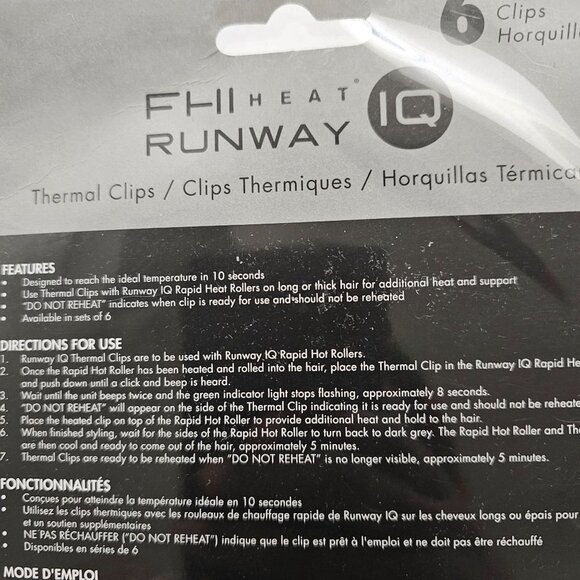 6 Clips
FHI HEAT® IQ
RUNWAY
Thermal Clips / Clips Thermiques / Horquillas
FEATURES
• Designed to reach the ideal temperature in 10 seconds
• Use Thermal Clips with Runway IQ Rapid Heat Rollers on long or thick hair for additional heat and support
• "DO NOT REHEAT" indicates when clip is ready for use and should not be reheated
• Available in sets of 6
DIRECTIONS FOR USE
1. Runway IQ Thermal Clips are to be used with Runway IQ Rapid Hot Rollers.
2. Once the Rapid Hot Roller has been heated and rolled into the hair, place the Thermal Clip in the Runway IQ Rapid
and push down until a click and beep is heard.
3. Wait until the unit beeps twice and the green indicator light stops flashing, approximately 8 seconds.
4. "DO NOT REHEAT" will appear on the side of the Thermal Clip indicating it is ready for use and should not be
5. Place the heated clip on top of the Rapid Hot Roller to provide additional heat and hold to the hair.
6. When finished styling, wait for the sides of the Rapid Hot Roller to turn back to dark grey. The Rapid Hot Roller and
are then cool and ready to come out of the hair, approximately 5 minutes.
7. Thermal Clips are ready to be reheated when "DO NOT REHEAT" is no longer visible, approximately 5 minutes.
FONCTIONNALITÉS
• Conçues pour atteindre la température idéale en 10 secondes
• Utilisez les clips thermiques avec les rouleaux de chauffage rapide de Runway IQ sur les cheveux longs ou épais pour
et un soutien supplémentaires
• NE PAS RÉCHAUFFER ("DO NOT REHEAT") indique que le clip est prêt à l'emploi et ne doit pas être réchauffé
• Disponibles en séries de 6
MODE D'EMPLOI